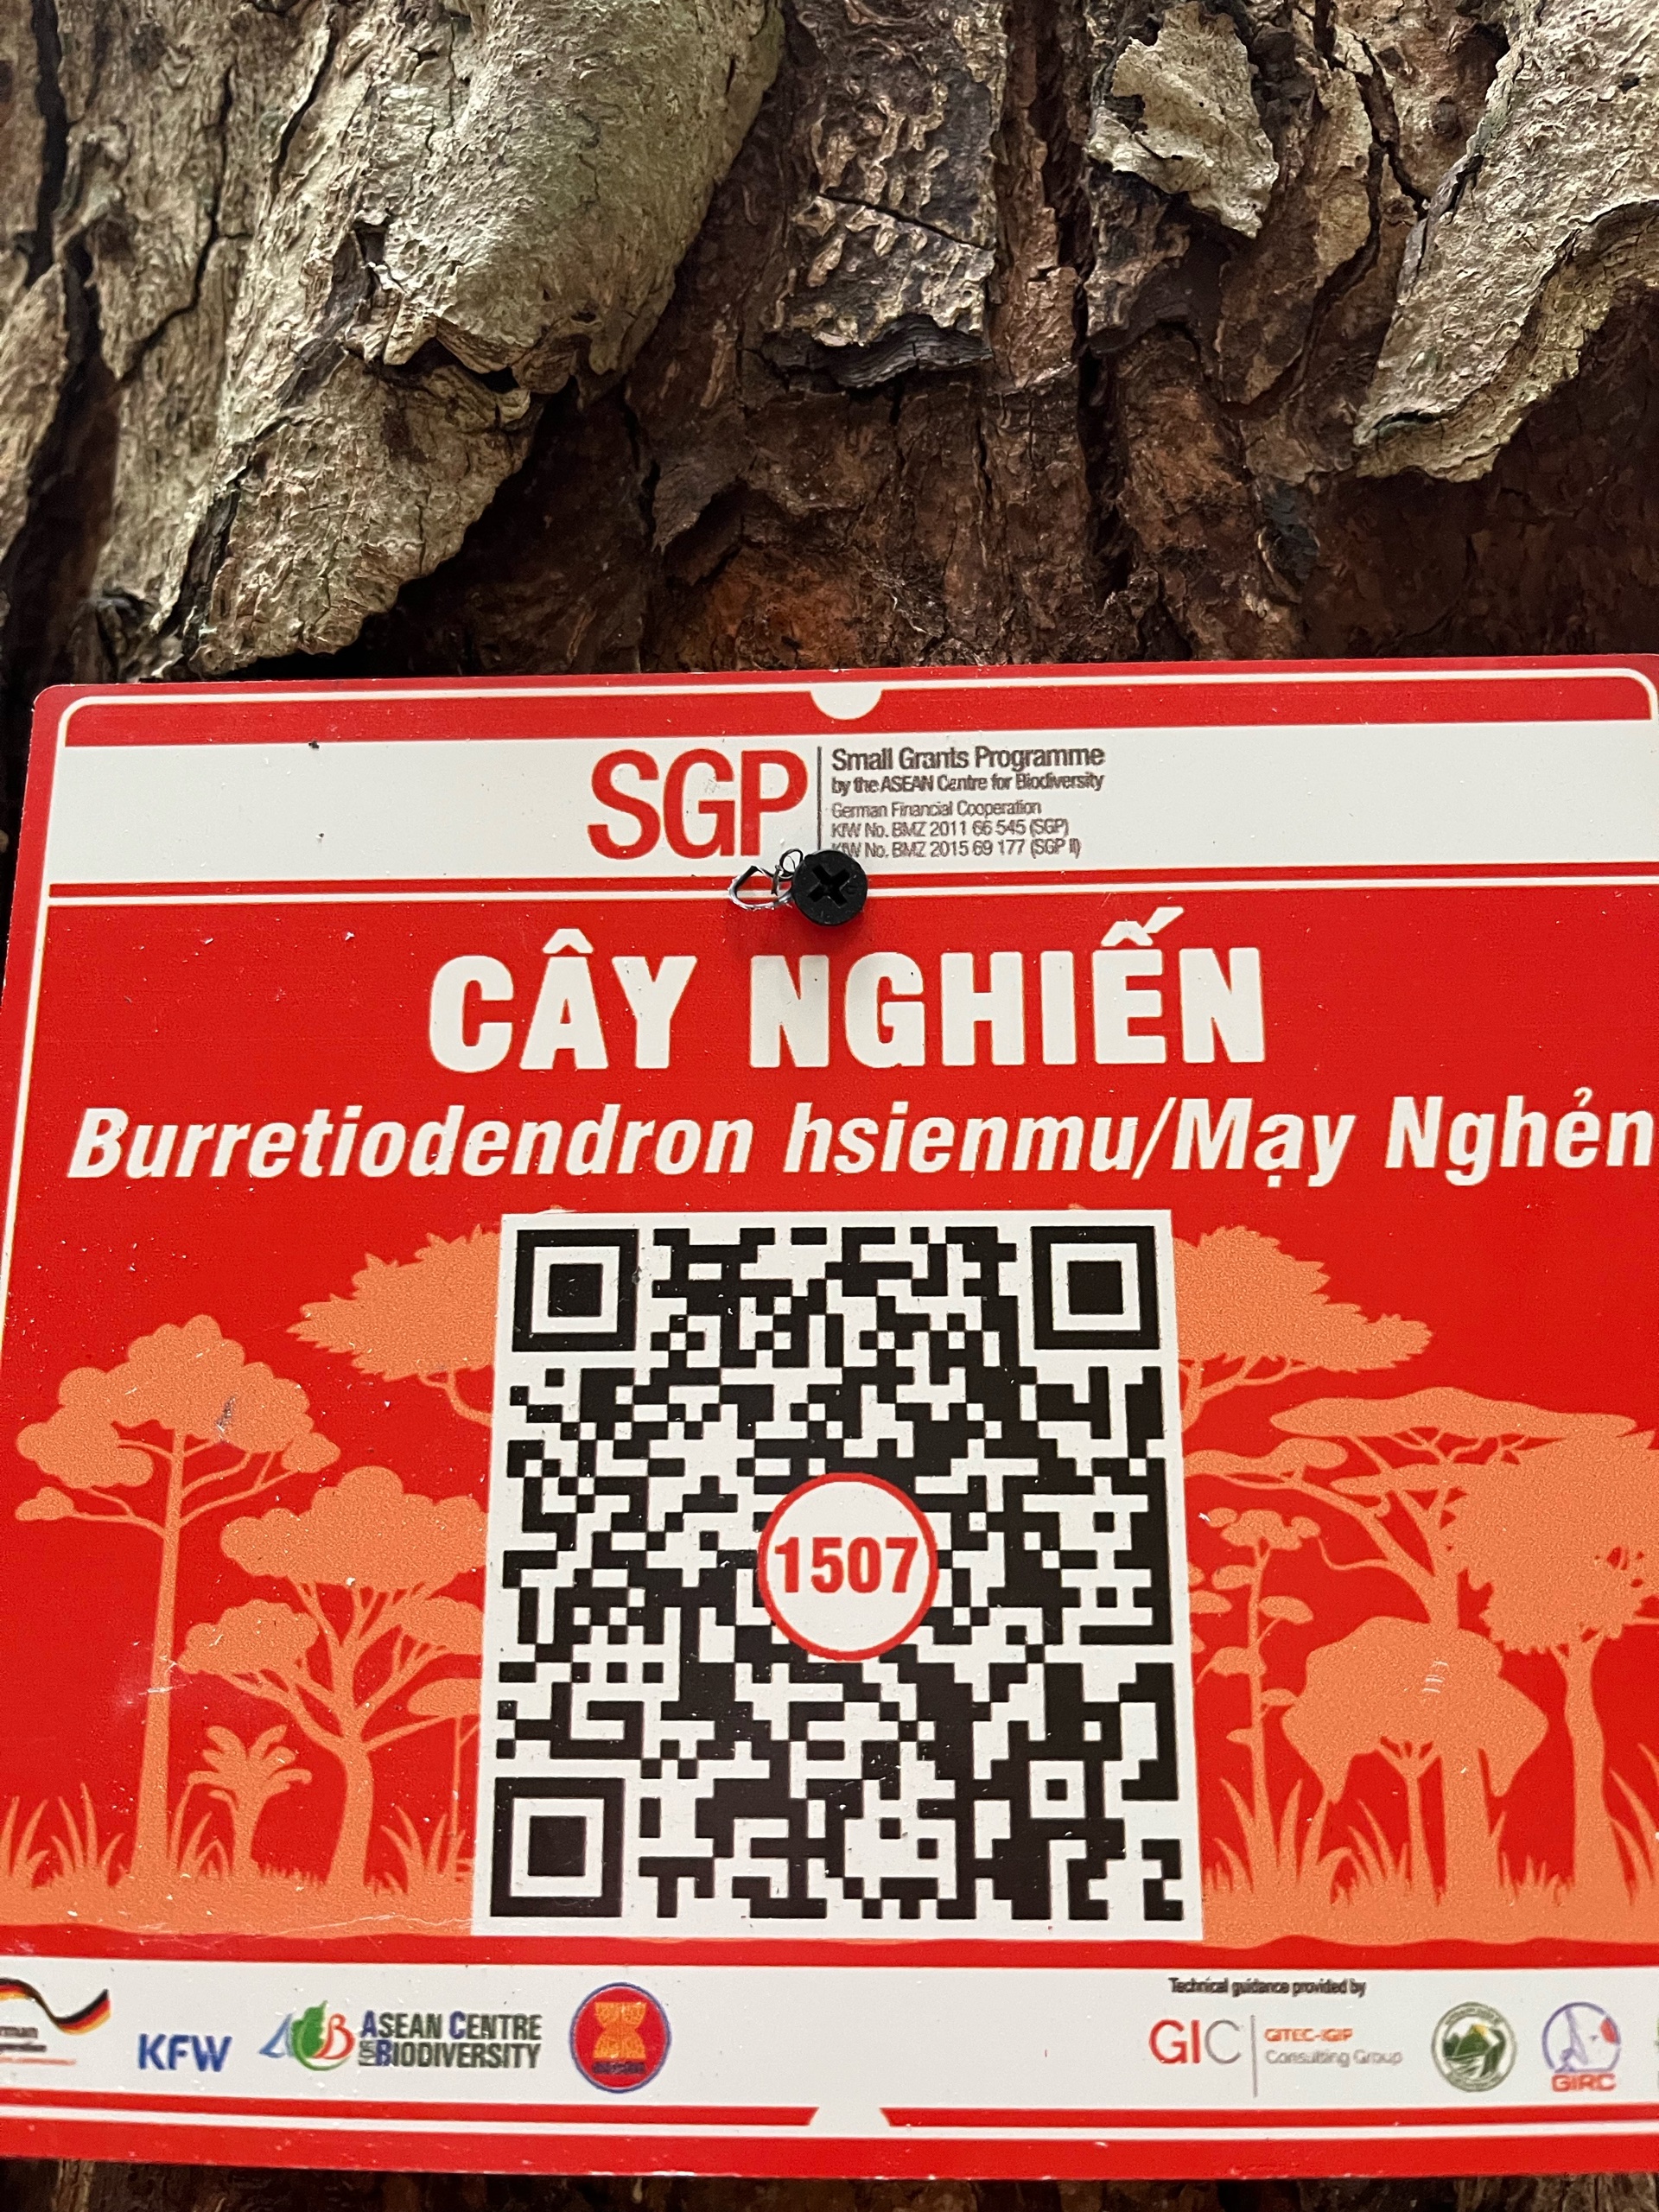 SGP
Small Grants Programme
by the ASEAN Centre for Biodiversity
German Financial Cooperation
KfW No. BMZ 2011 66 545 (SGP)
KfW No. BMZ 2015 69 177 (SGP II)
CÂY NGHIẾN
Burretiodendron hsienmu/Mạy Nghẻn
1507
KFW
ACB
ASEAN CENTRE
FOR BIODIVERSITY
Technical guidance provided by
GIC
GITEC-IGIP
Consulting Group
GIRC